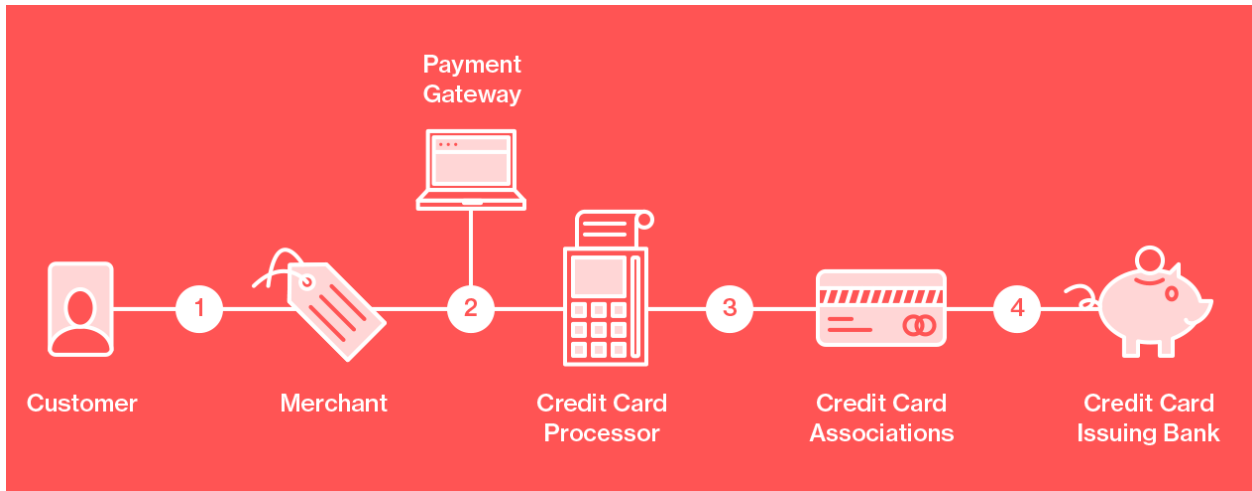 Payment
Gateway
1
2
3
4
Customer
Merchant
Credit Card
Processor
Credit Card
Associations
Credit Card
Issuing Bank